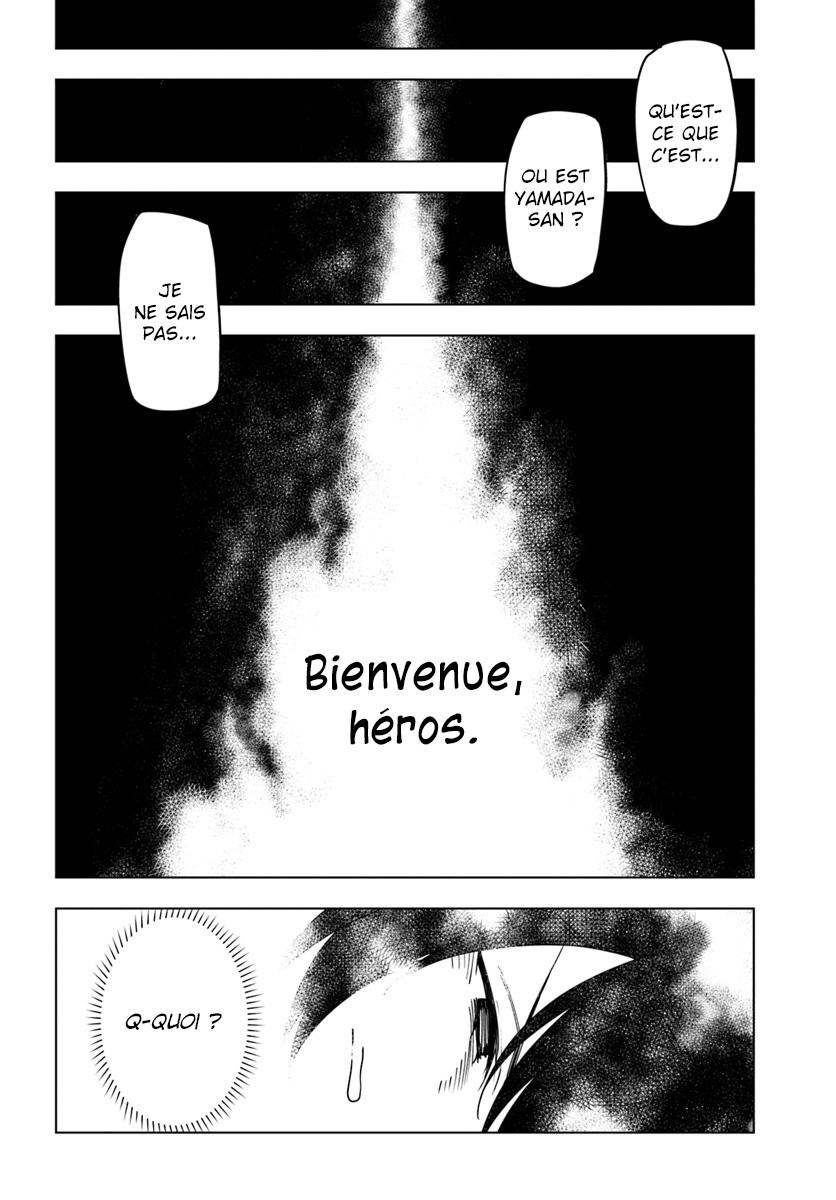 QU'EST-
CE QUE
C'EST...
OU EST
YAMADA-
SAN ?
JE
NE SAIS
PAS...
Bienvenue,
héros.
Q-QUOI ?